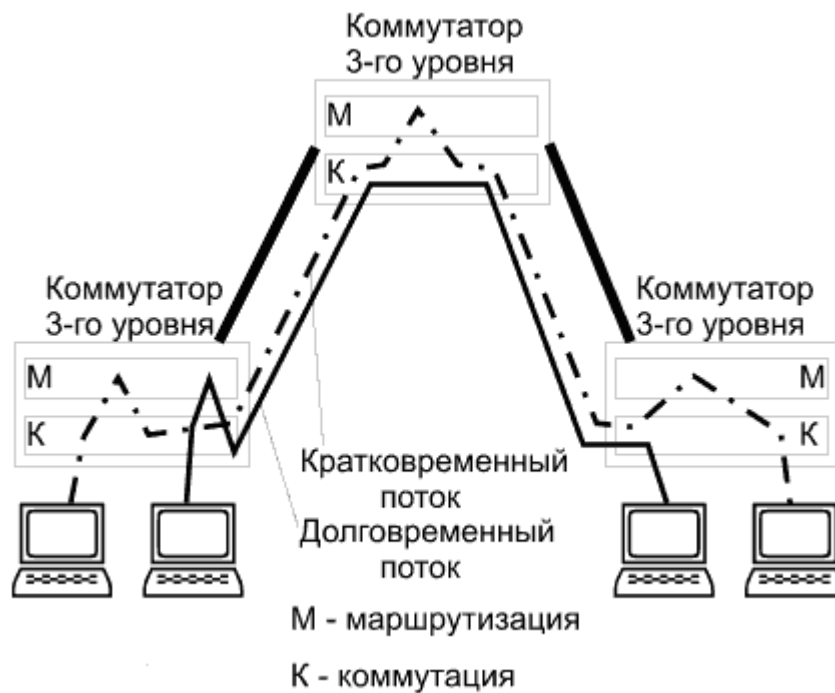 Коммутатор
3-го уровня
М
К
Коммутатор
3-го уровня
М
К
Коммутатор
3-го уровня
М
К
Кратковременный
поток
Долговременный
поток
М - маршрутизация
К - коммутация